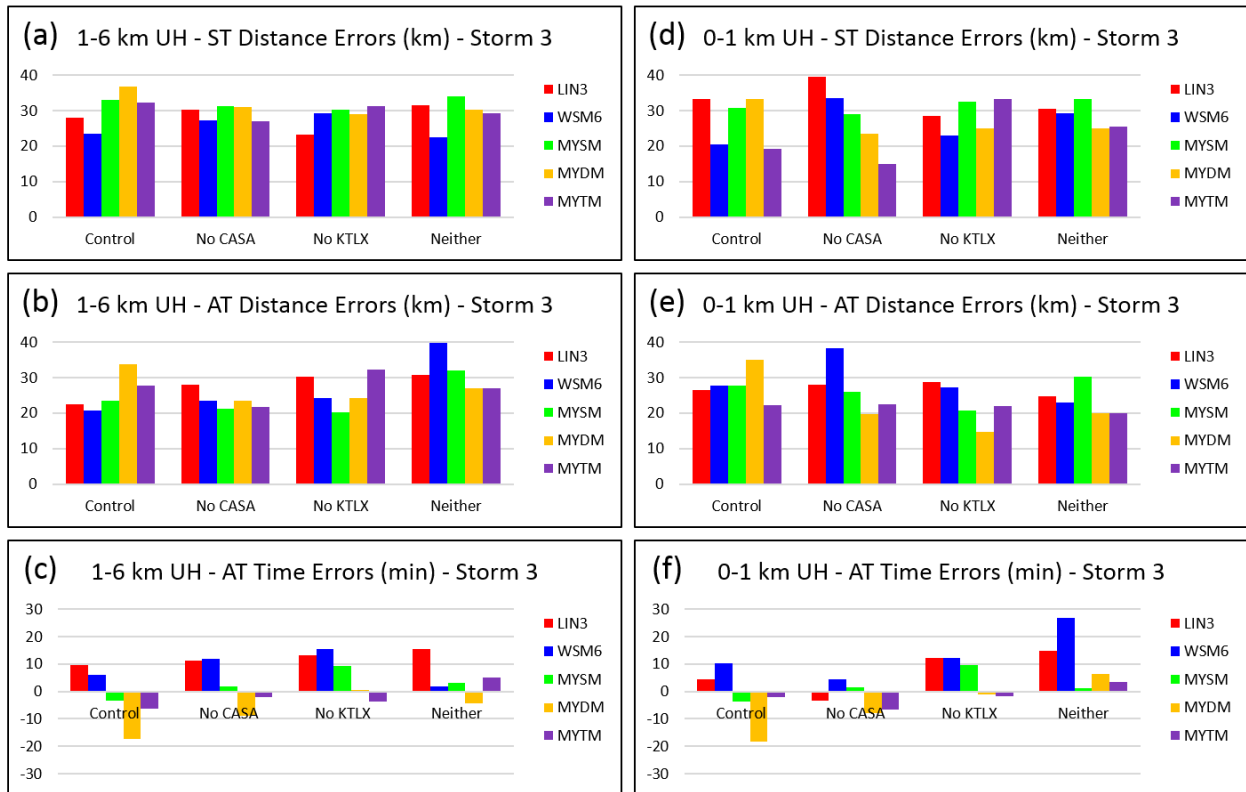 (a) 1-6 km UH - ST Distance Errors (km) - Storm 3
40
30
20
10
0
Control No CASA No KTLX Neither
LIN3
WSM6
MYSM
MYDM
MYTM
(d) 0-1 km UH - ST Distance Errors (km) - Storm 3
40
30
20
10
0
Control No CASA No KTLX Neither
LIN3
WSM6
MYSM
MYDM
MYTM
(b) 1-6 km UH - AT Distance Errors (km) - Storm 3
40
30
20
10
0
Control No CASA No KTLX Neither
LIN3
WSM6
MYSM
MYDM
MYTM
(e) 0-1 km UH - AT Distance Errors (km) - Storm 3
40
30
20
10
0
Control No CASA No KTLX Neither
LIN3
WSM6
MYSM
MYDM
MYTM
(c) 1-6 km UH - AT Time Errors (min) - Storm 3
30
20
10
0
-10
-20
-30
Control No CASA No KTLX Neither
LIN3
WSM6
MYSM
MYDM
MYTM
(f) 0-1 km UH - AT Time Errors (min) - Storm 3
30
20
10
0
-10
-20
-30
Control No CASA No KTLX Neither
LIN3
WSM6
MYSM
MYDM
MYTM